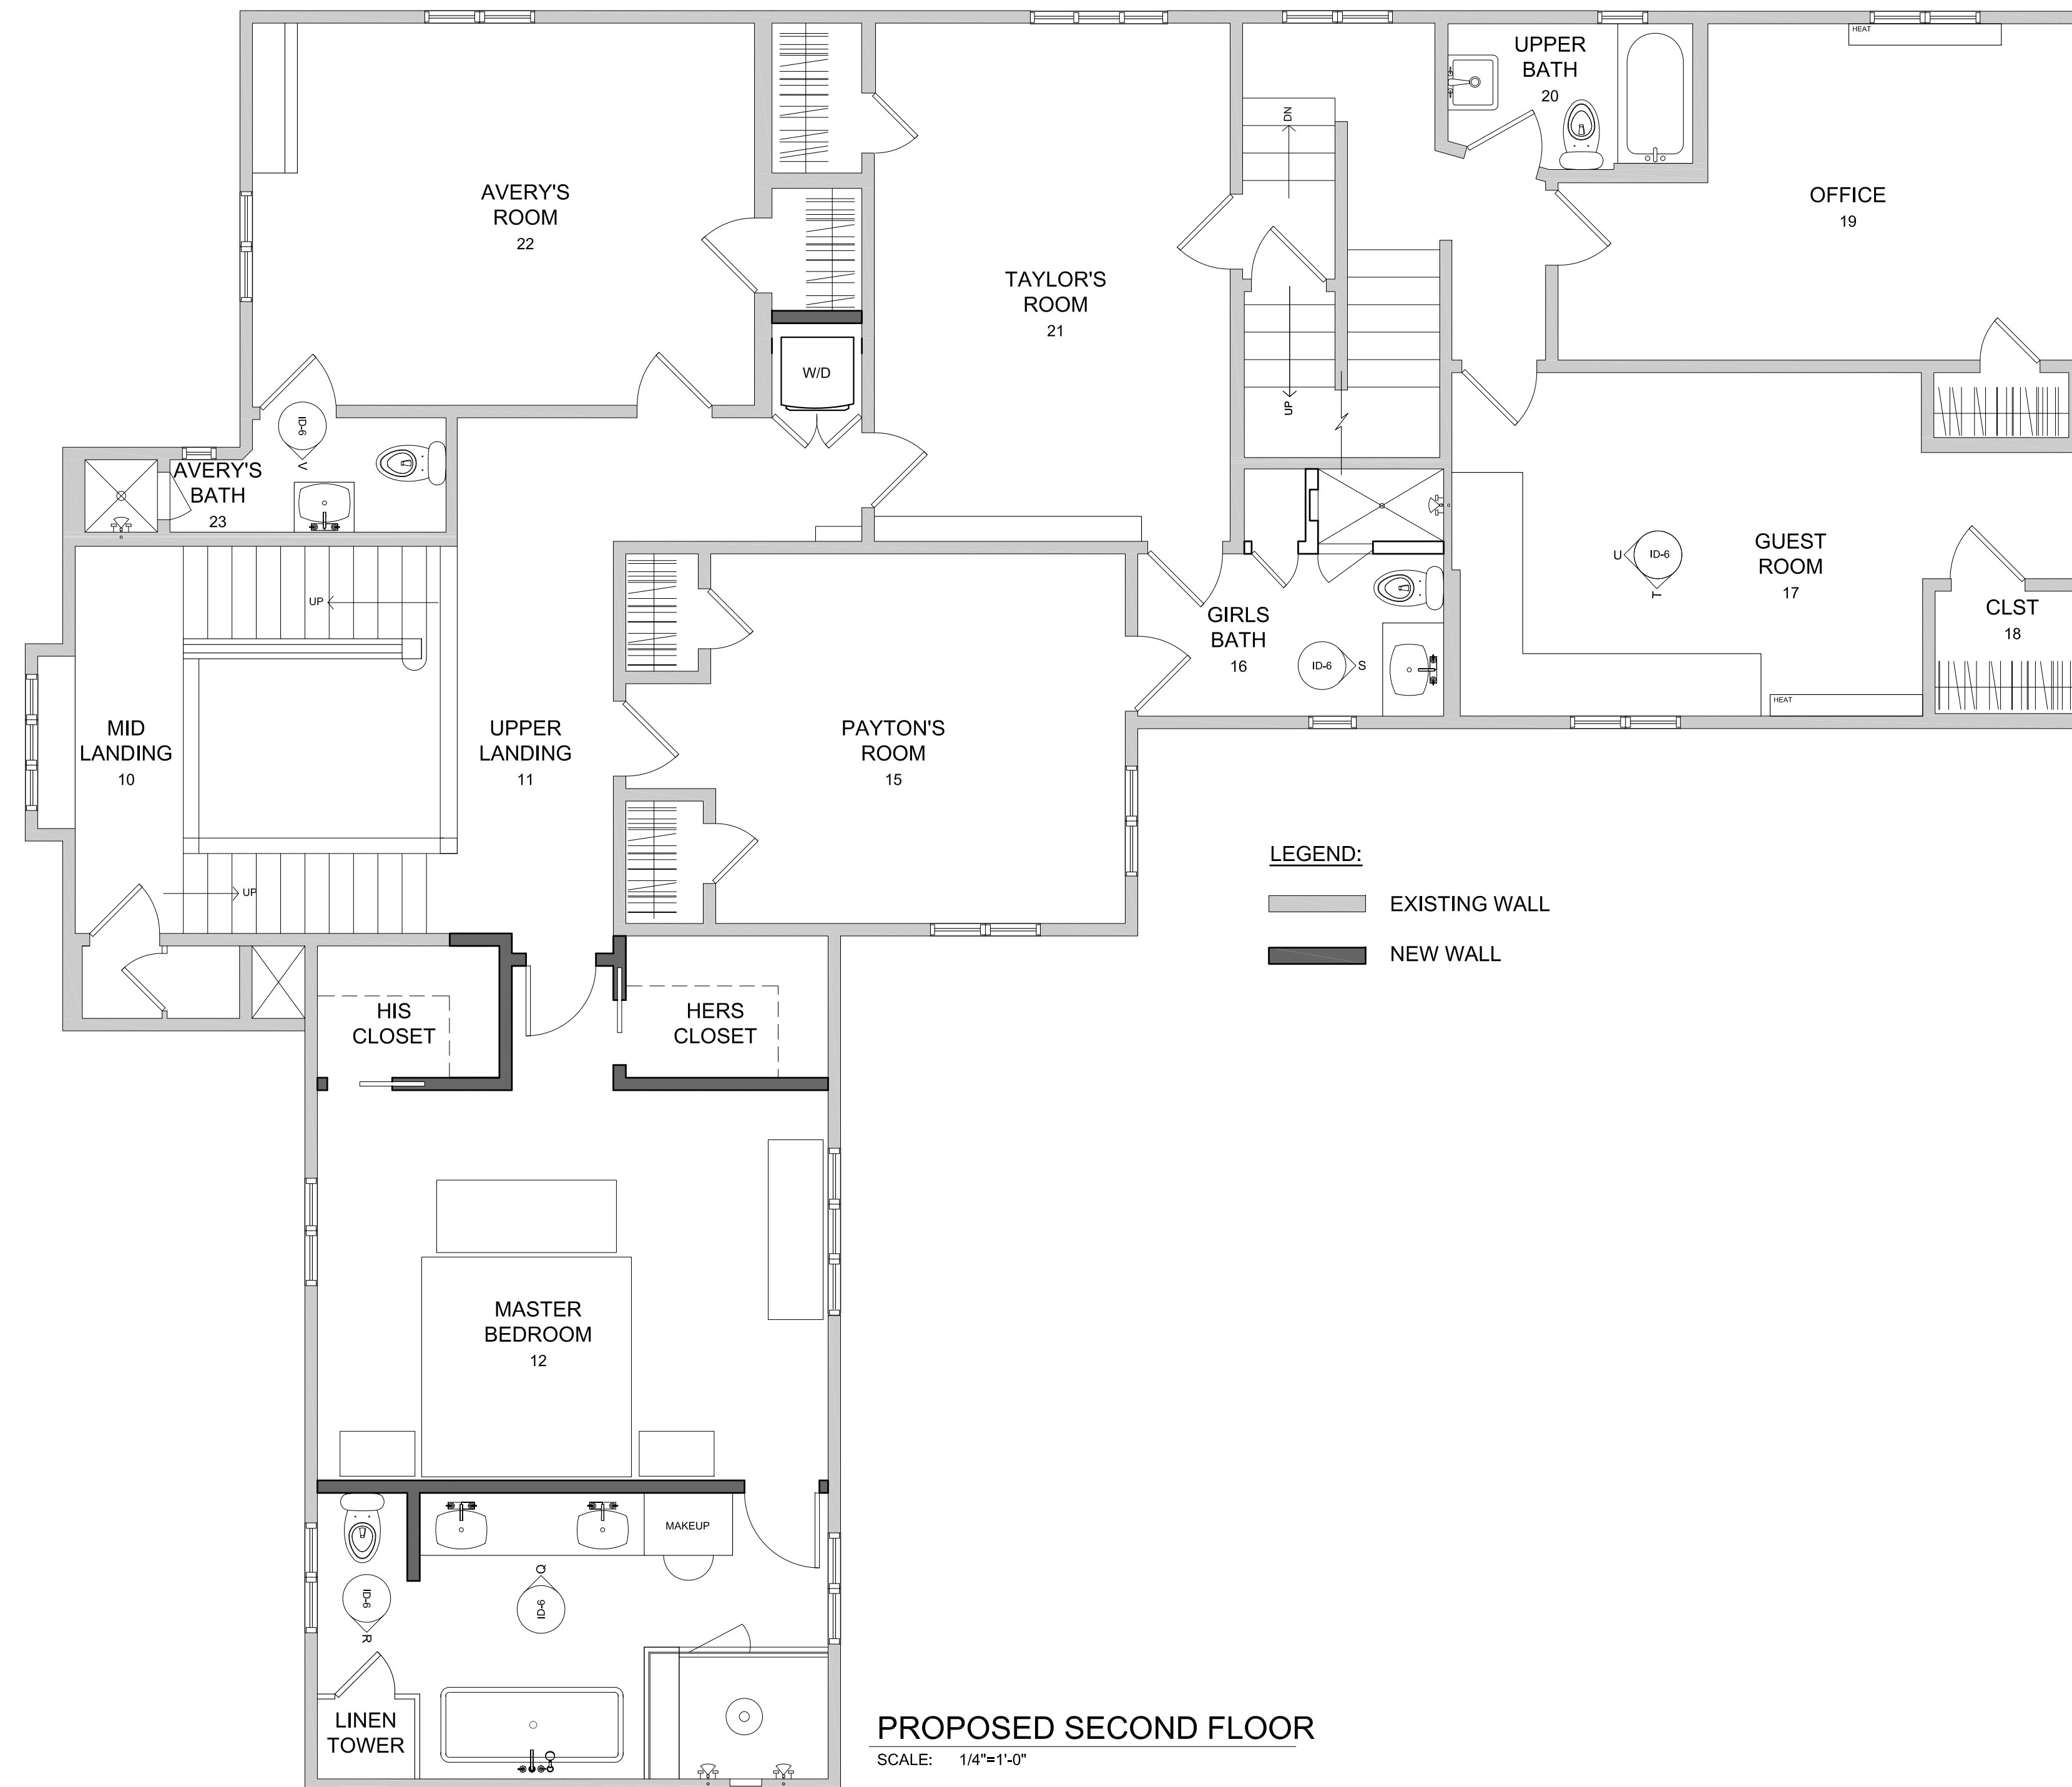 UPPER
BATH
20
HEAT
AVERY'S
ROOM
22
DN
OFFICE
19
TAYLOR'S
ROOM
21
W/D
UP
ID-6
V
AVERY'S
BATH
23
GUEST
ROOM
17
U
ID-6
T
UP
GIRLS
BATH
16
ID-6
S
CLST
18
HEAT
MID
LANDING
10
UPPER
LANDING
11
PAYTON'S
ROOM
15
UP
LEGEND:
EXISTING WALL
NEW WALL
HIS
CLOSET
HERS
CLOSET
MASTER
BEDROOM
12
MAKEUP
ID-6
R
Q
ID-6
LINEN
TOWER
PROPOSED SECOND FLOOR
SCALE: 1/4"=1'-0"